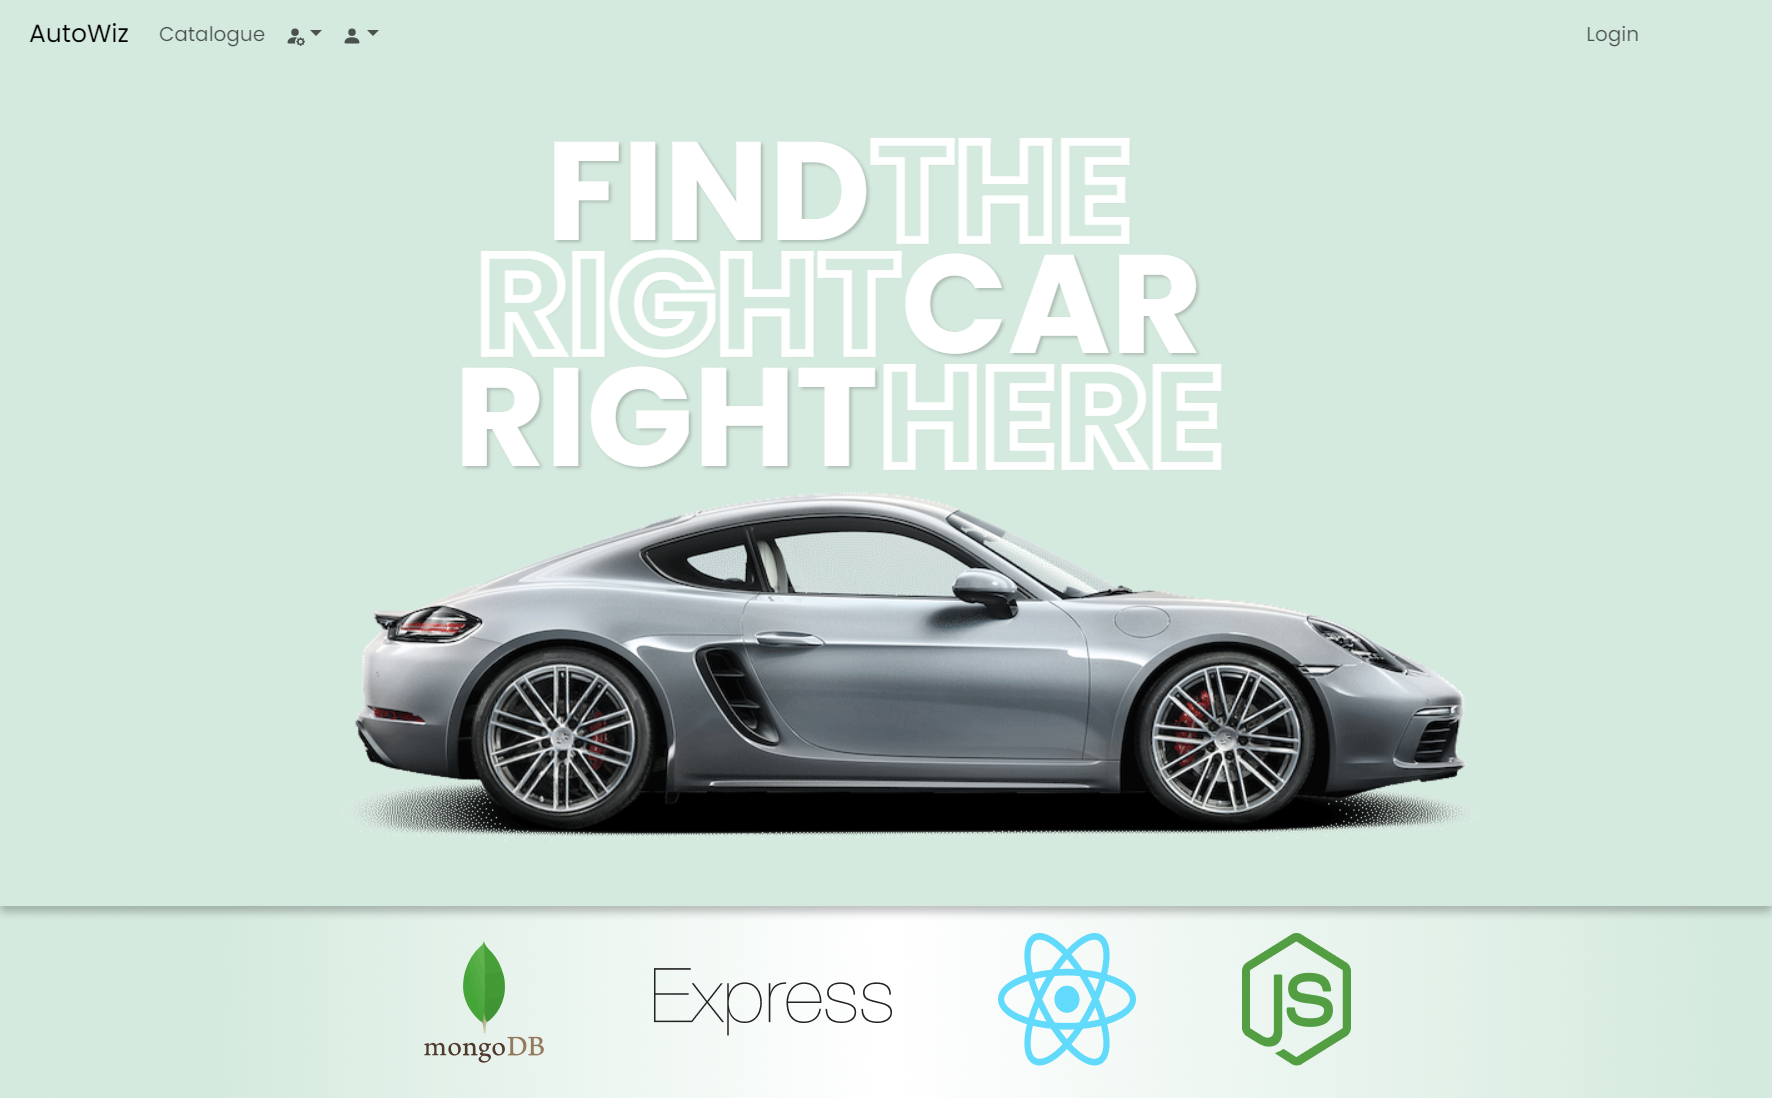 AutoWiz Catalogue Login
FINDTHE
RIGHTCAR
RIGHTHERE
mongoDB Express JS